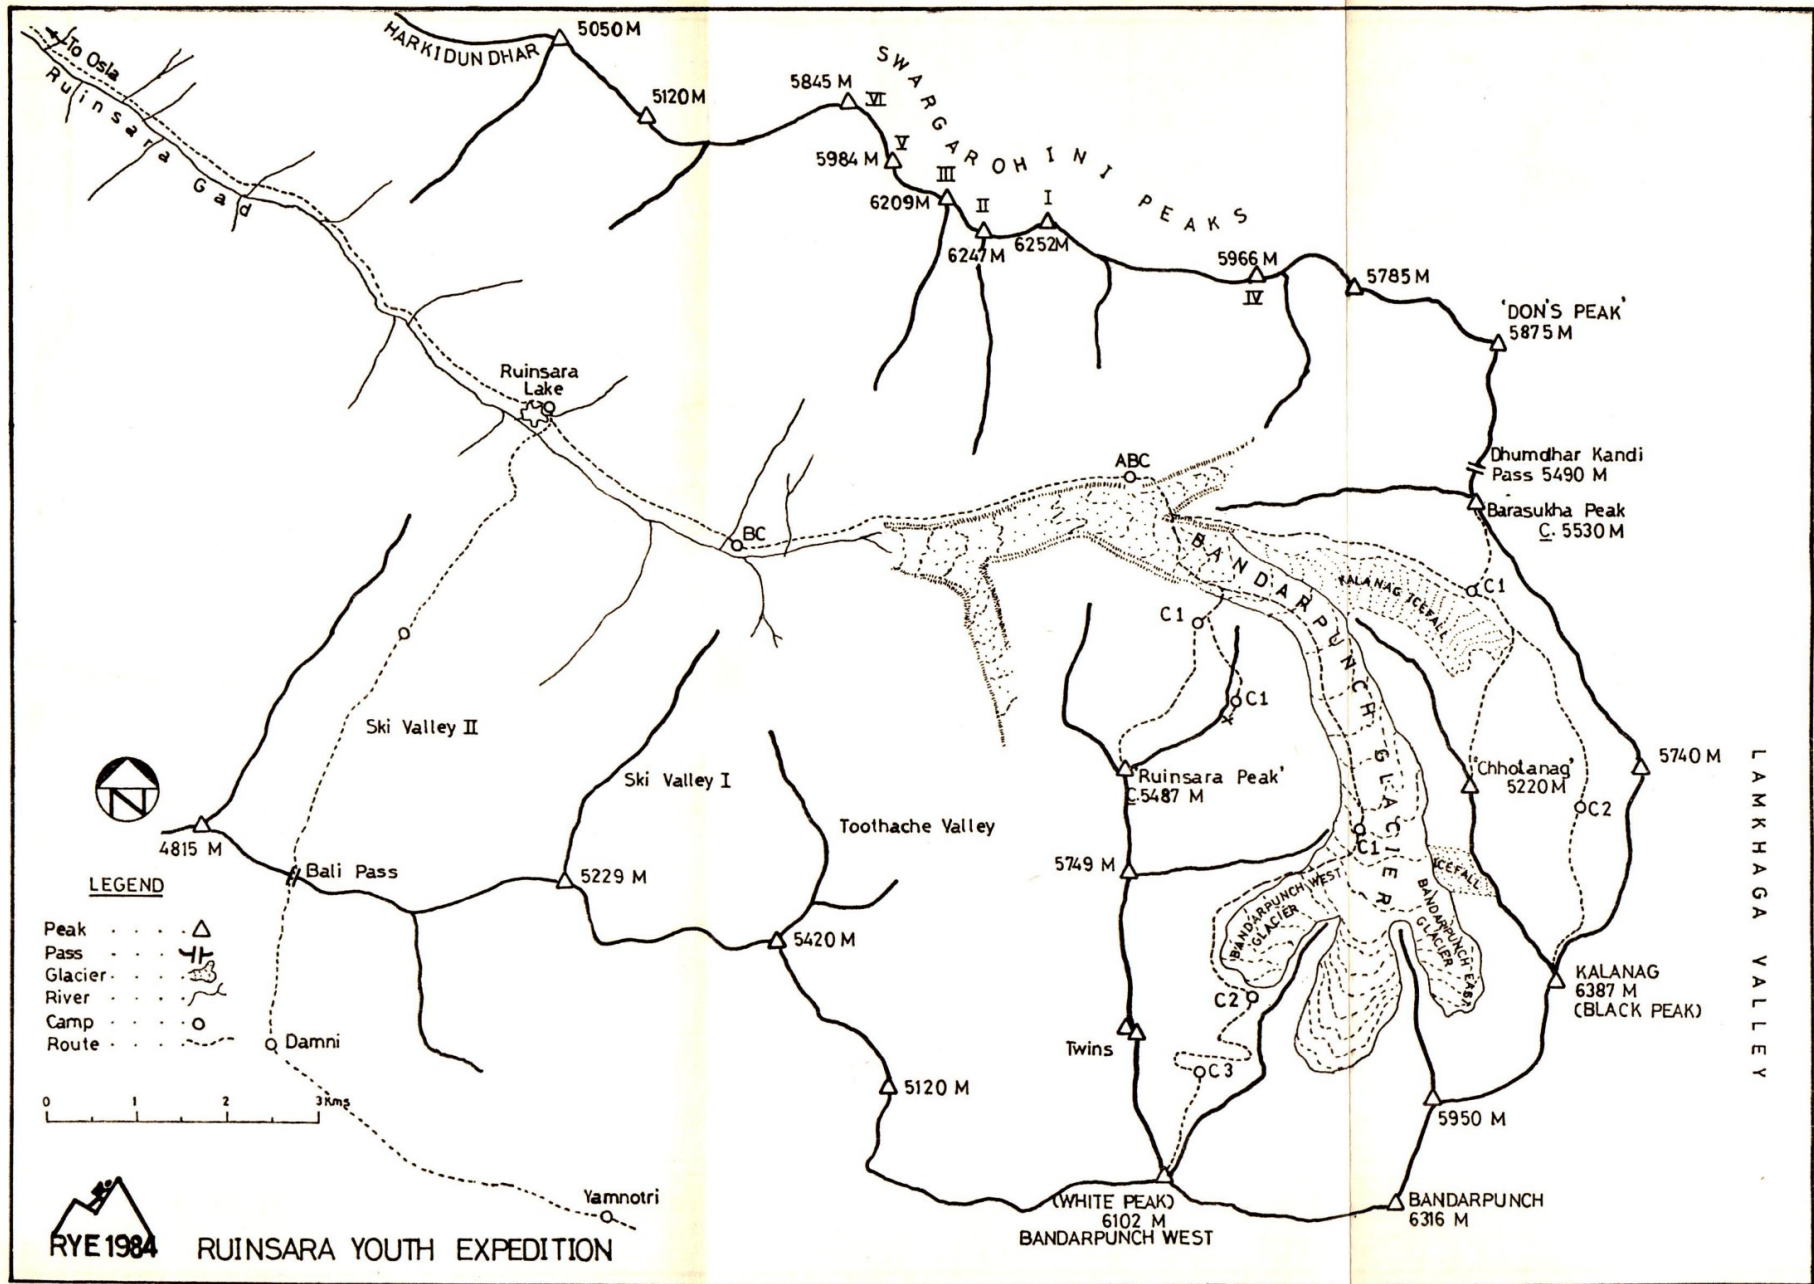 To Osla
Ruinsara Gad
HARKIDUN DHAR
5050 M
5120 M
5845 M
VI
SWARGAROHINI PEAKS
V
5984 M
III
6209 M
II
6247 M
I
6252 M
5966 M
IV
5785 M
'DON'S PEAK'
5875 M
Ruinsara
Lake
Dhumdhar Kandi
Pass 5490 M
Barasukha Peak
C. 5530 M
ABC
BC
BANDARPUNCH GLACIER
KALANAG ICEFALL
C1
C1
C1
Ski Valley II
Ski Valley I
Toothache Valley
'Ruinsara Peak'
C.5487 M
'Chhotanag'
5220 M
5740 M
C2
LAMKHAGA VALLEY
N
4815 M
Bali Pass
5229 M
5749 M
C1
ICEFALL
BANDARPUNCH WEST
GLACIER
BANDARPUNCH EAST
GLACIER
5420 M
KALANAG
6387 M
(BLACK PEAK)
C2
Twins
C3
5120 M
5950 M
LEGEND
Peak . . . .
Pass . . .
Glacier . . .
River . . . .
Camp . . . .
Route . . .
Damni
0 1 2 3 Kms
Yamnotri
(WHITE PEAK)
6102 M
BANDARPUNCH WEST
BANDARPUNCH
6316 M
RYE 1984
RUINSARA YOUTH EXPEDITION